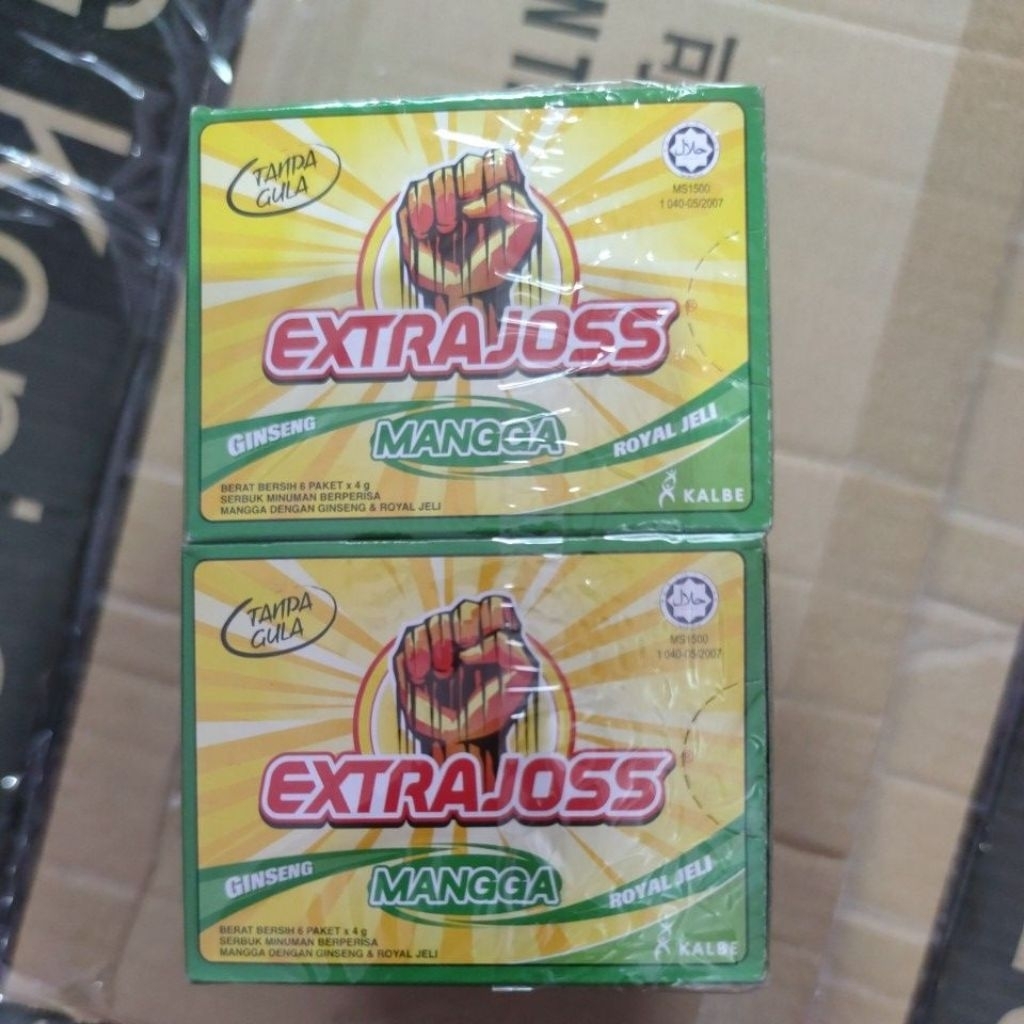 TANPA
GULA
حلال
MS1500
1 040-05/2007
EXTRAJOSS
®
GINSENG
MANGGA
ROYAL JELI
BERAT BERSIH 6 PAKET x 4 g
SERBUK MINUMAN BERPERISA
MANGGA DENGAN GINSENG & ROYAL JELI
KALBE
TANPA
GULA
حلال
MS1500
1 040-05/2007
EXTRAJOSS
®
GINSENG
MANGGA
ROYAL JELI
BERAT BERSIH 6 PAKET x 4 g
SERBUK MINUMAN BERPERISA
MANGGA DENGAN GINSENG & ROYAL JELI
KALBE